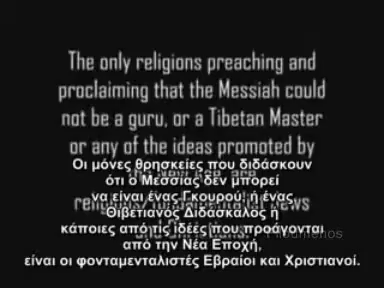 The only religions preaching and
proclaiming that the Messiah could
not be a guru, or a Tibetan Master
or any of the ideas promoted by
Οι μόνες θρησκείες που διδάσκουν
ότι ο Μεσσίας δεν μπορεί
να είναι ένας Γκουρού, ή ένας
Θιβετιανός Διδάσκαλος ή
κάποιες από τις ιδέες που προάγονται
από την Νέα Εποχή,
είναι οι φονταμενταλιστές Εβραίοι και Χριστιανοί.